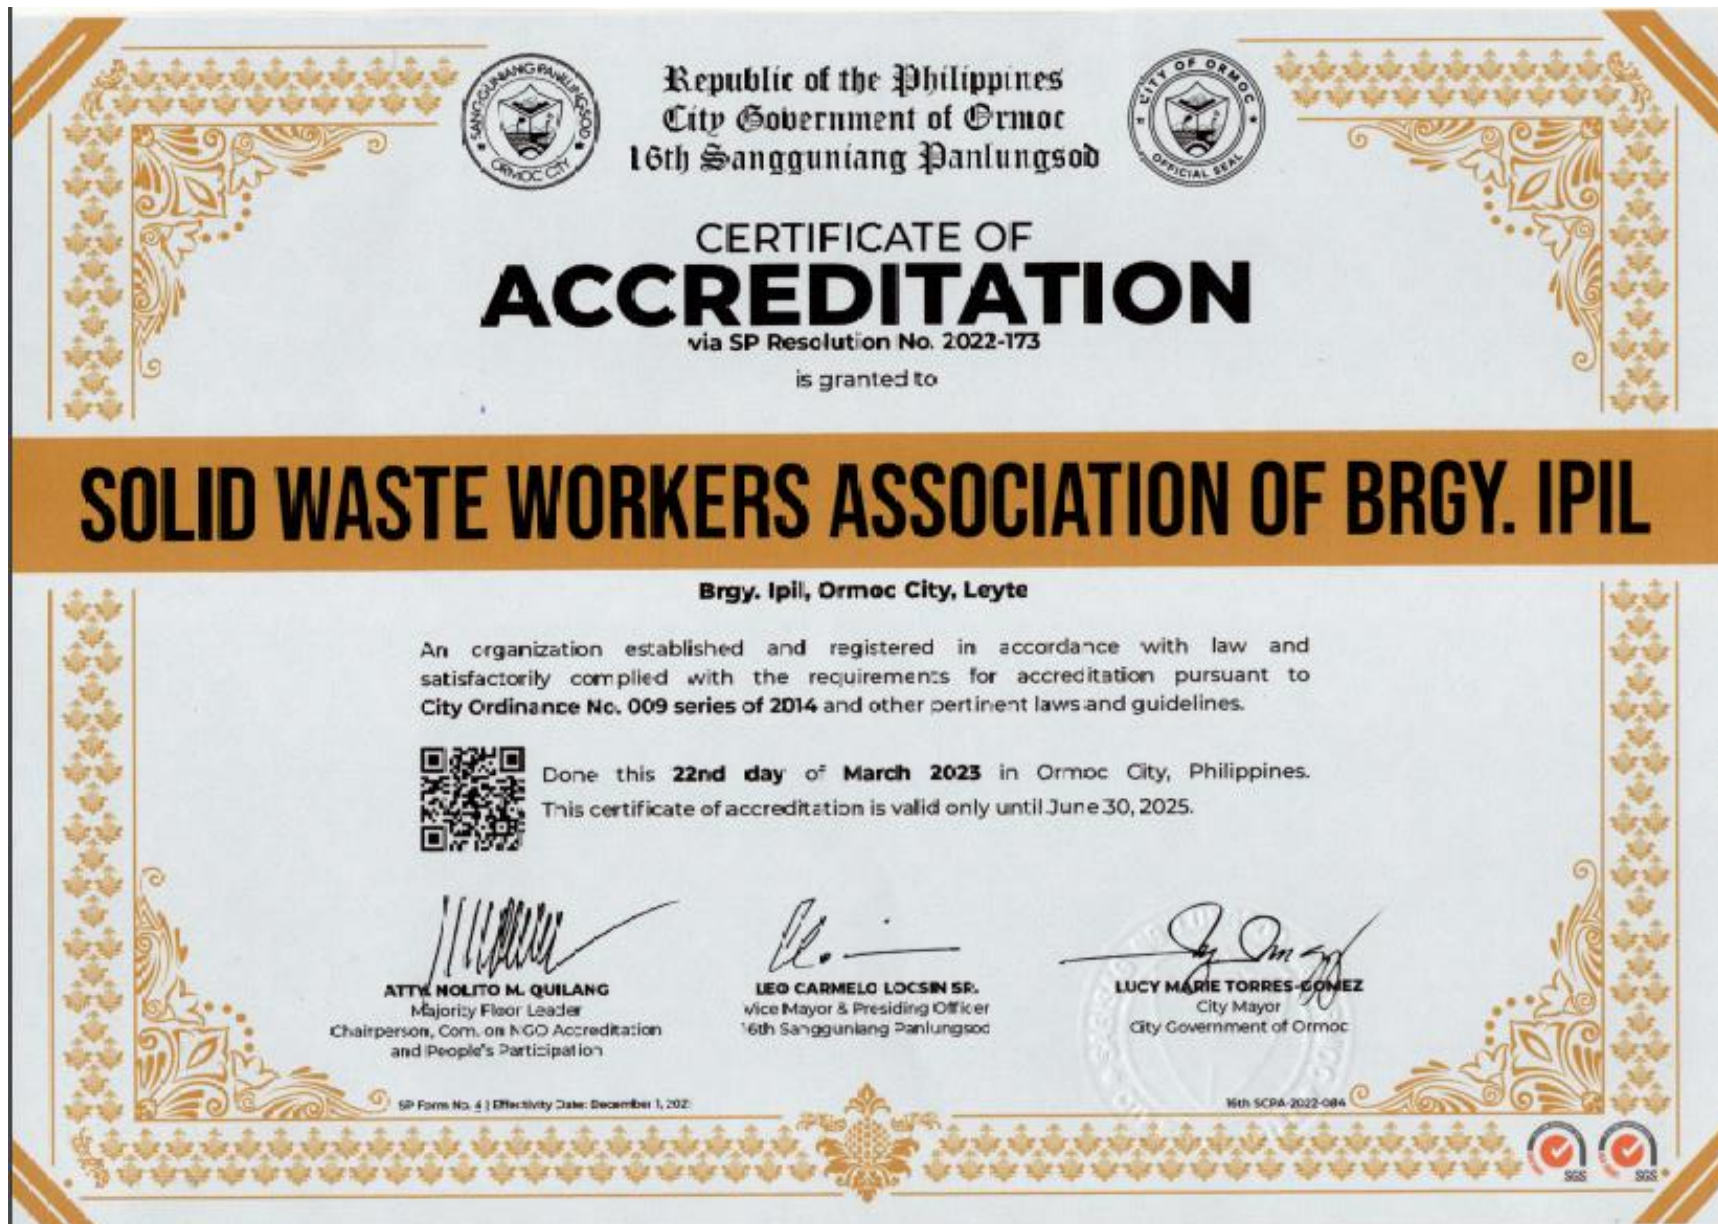 SANGGUNIANG PANLUNGSOD
ORMOC CITY
Republic of the Philippines
City Government of Ormoc
16th Sangguniang Panlungsod
CITY OF ORMOC
OFFICIAL SEAL
CERTIFICATE OF
ACCREDITATION
via SP Resolution No. 2022-173
is granted to
SOLID WASTE WORKERS ASSOCIATION OF BRGY. IPIL
Brgy. Ipil, Ormoc City, Leyte
An organization established and registered in accordance with law and
satisfactorily complied with the requirements for accreditation pursuant to
City Ordinance No. 009 series of 2014 and other pertinent laws and guidelines.
Done this 22nd day of March 2023 in Ormoc City, Philippines.
This certificate of accreditation is valid only until June 30, 2025.
ATTY. NOLITO M. QUILANG
Majority Floor Leader
Chairperson, Com. on NGO Accreditation
and People's Participation
LEO CARMELO LOCSIN SR.
Vice Mayor & Presiding Officer
16th Sangguniang Panlungsod
LUCY MARIE TORRES-GOMEZ
City Mayor
City Government of Ormoc
SP Form No. 4 | Effectivity Date: December 1, 202
16th SCPA-2022-084
SGS
SGS